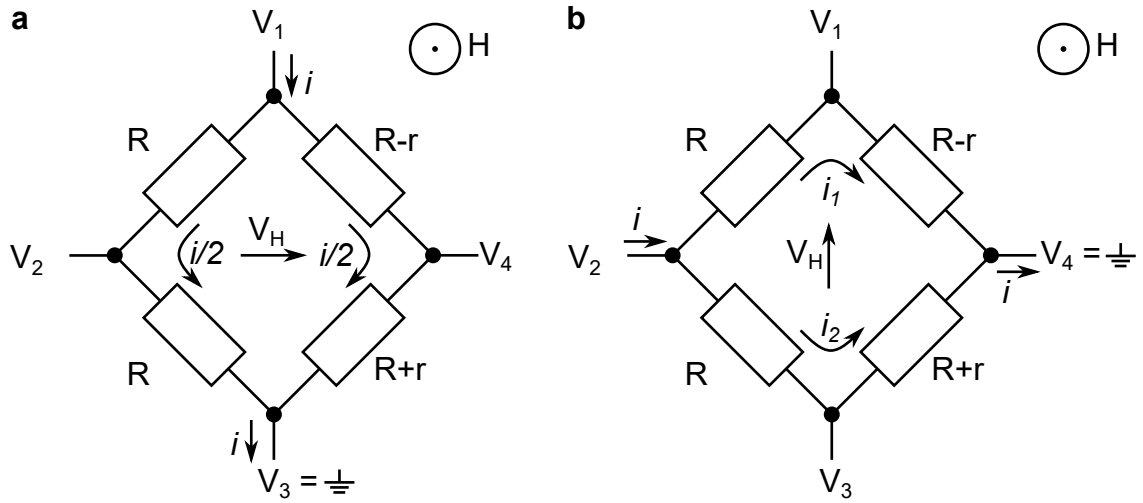 a
V1
i
H
R
R-r
V2
i/2
VH
i/2
V4
R
R+r
i
V3 =
b
V1
H
R
R-r
i1
i
V2
VH
V4 =
i
i2
R
R+r
V3